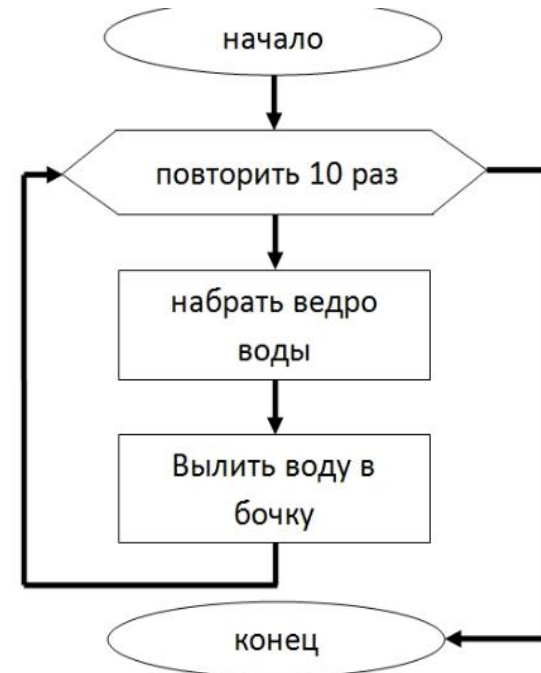 начало
повторить 10 раз
набрать ведро
воды
Вылить воду в
бочку
конец